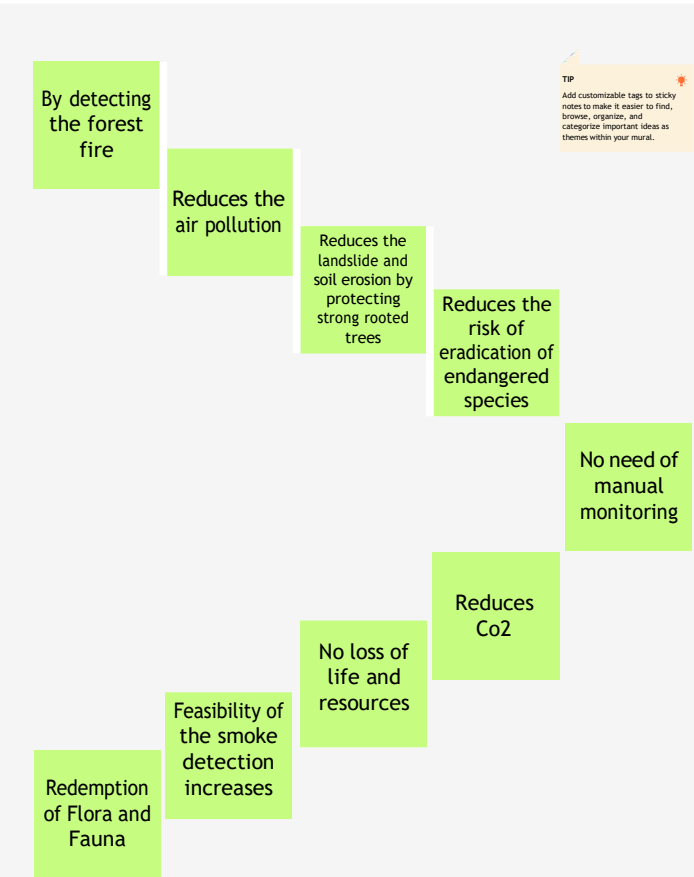 By detecting
the forest
fire
TIP
Add customizable tags to sticky
notes to make it easier to find,
browse, organize, and
categorize important ideas as
themes within your mural.
Reduces the
air pollution
Reduces the
landslide and
soil erosion by
protecting
strong rooted
trees
Reduces the
risk of
eradication of
endangered
species
No need of
manual
monitoring
Reduces
Co2
No loss of
life and
resources
Feasibility of
the smoke
detection
increases
Redemption
of Flora and
Fauna